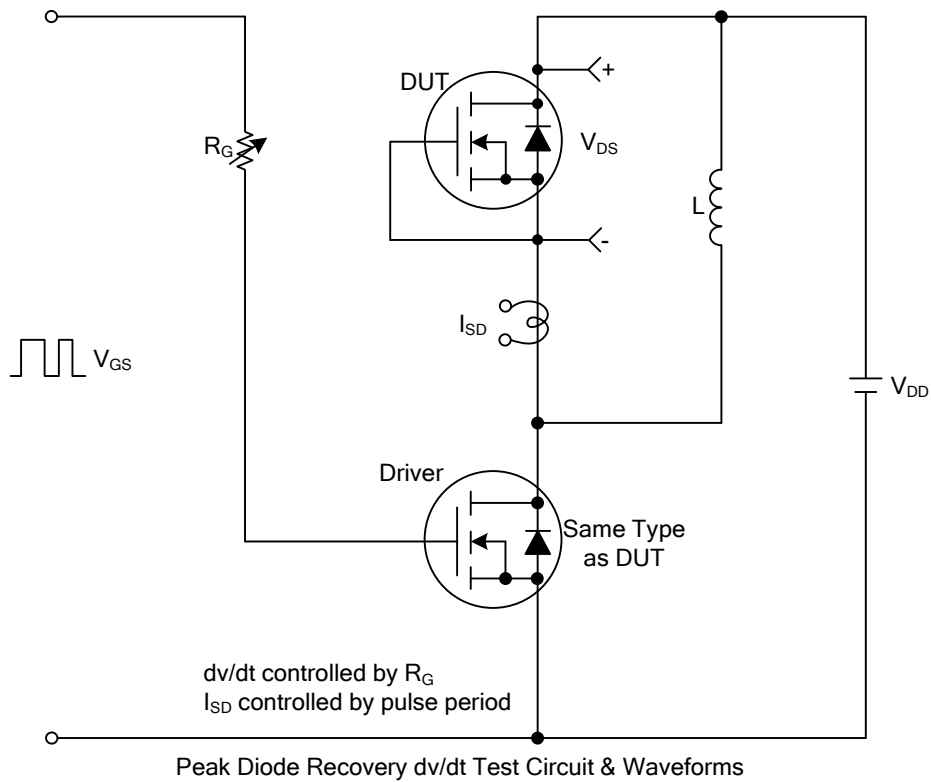 DUT
+
R_G
V_DS
L
-
I_SD
V_GS
V_DD
Driver
Same Type
as DUT
dv/dt controlled by R_G
I_SD controlled by pulse period
Peak Diode Recovery dv/dt Test Circuit & Waveforms